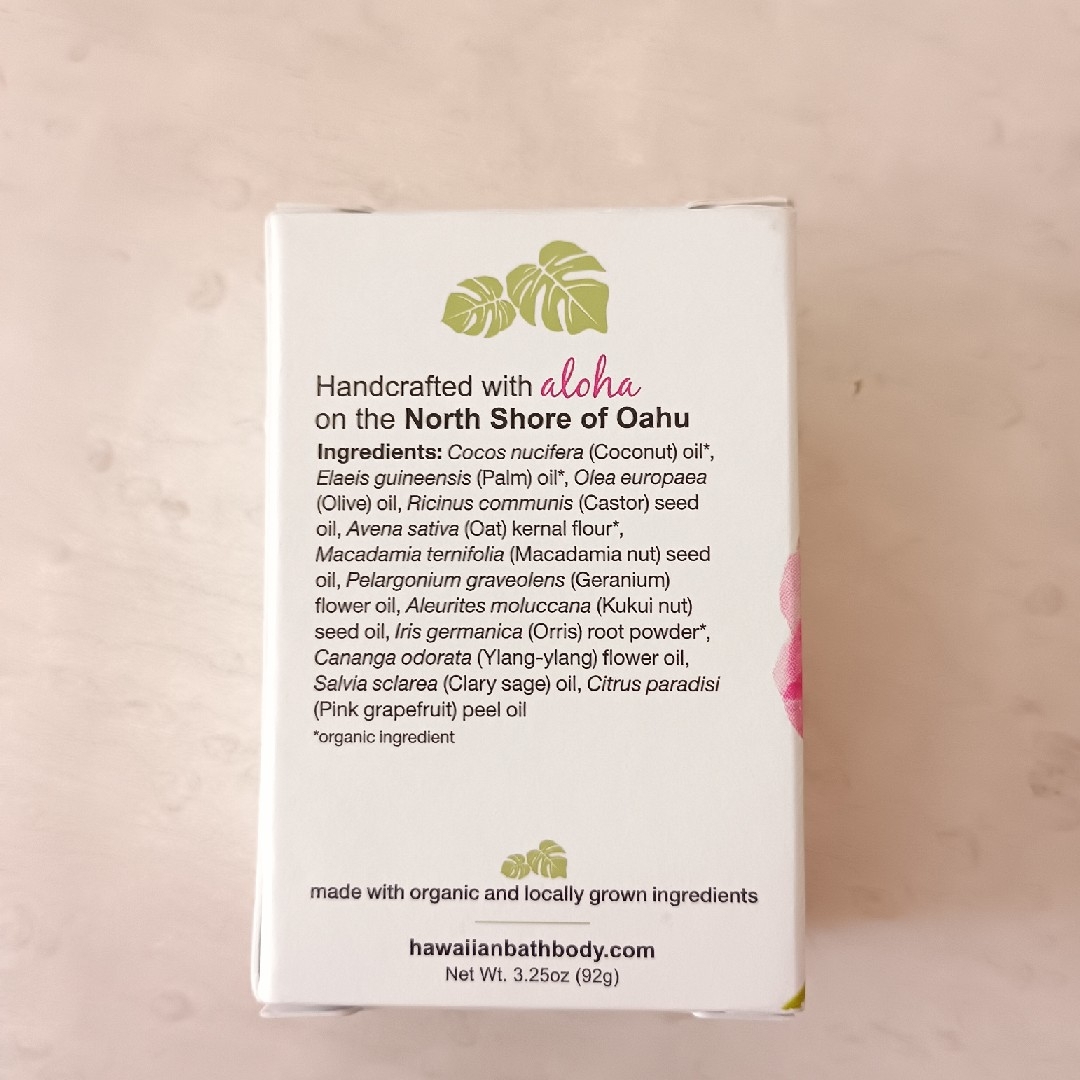 Handcrafted with aloha
on the North Shore of Oahu
Ingredients: Cocos nucifera (Coconut) oil*,
Elaeis guineensis (Palm) oil*, Olea europaea
(Olive) oil, Ricinus communis (Castor) seed
oil, Avena sativa (Oat) kernal flour*,
Macadamia ternifolia (Macadamia nut) seed
oil, Pelargonium graveolens (Geranium)
flower oil, Aleurites moluccana (Kukui nut)
seed oil, Iris germanica (Orris) root powder*,
Cananga odorata (Ylang-ylang) flower oil,
Salvia sclarea (Clary sage) oil, Citrus paradisi
(Pink grapefruit) peel oil
*organic ingredient
made with organic and locally grown ingredients
hawaiianbathbody.com
Net Wt. 3.25oz (92g)